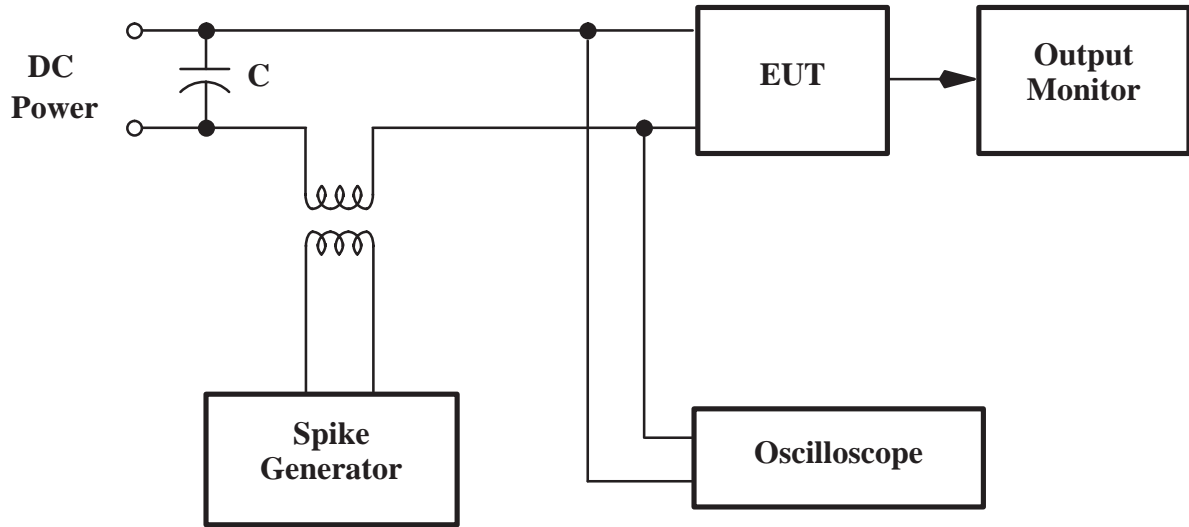 DC
Power
C
EUT
Output
Monitor
Spike
Generator
Oscilloscope